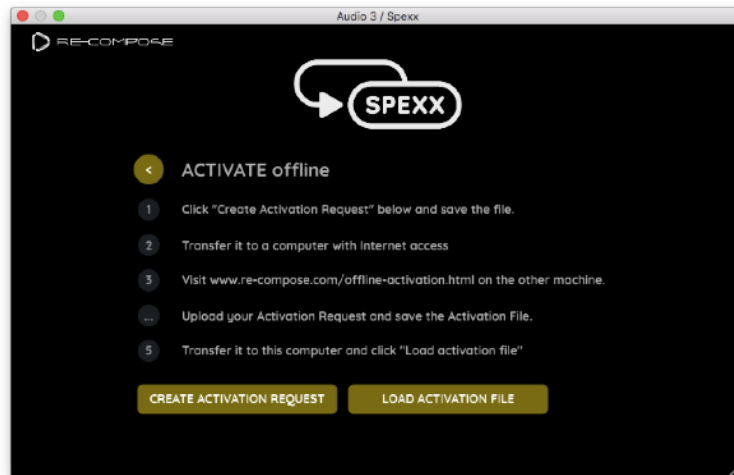 Audio 3 / Spexx
RE-COMPOSE
SPEXX
< ACTIVATE offline
1 Click "Create Activation Request" below and save the file.
2 Transfer it to a computer with Internet access
3 Visit www.re-compose.com/offline-activation.html on the other machine.
... Upload your Activation Request and save the Activation File.
5 Transfer it to this computer and click "Load activation file"
CREATE ACTIVATION REQUEST LOAD ACTIVATION FILE